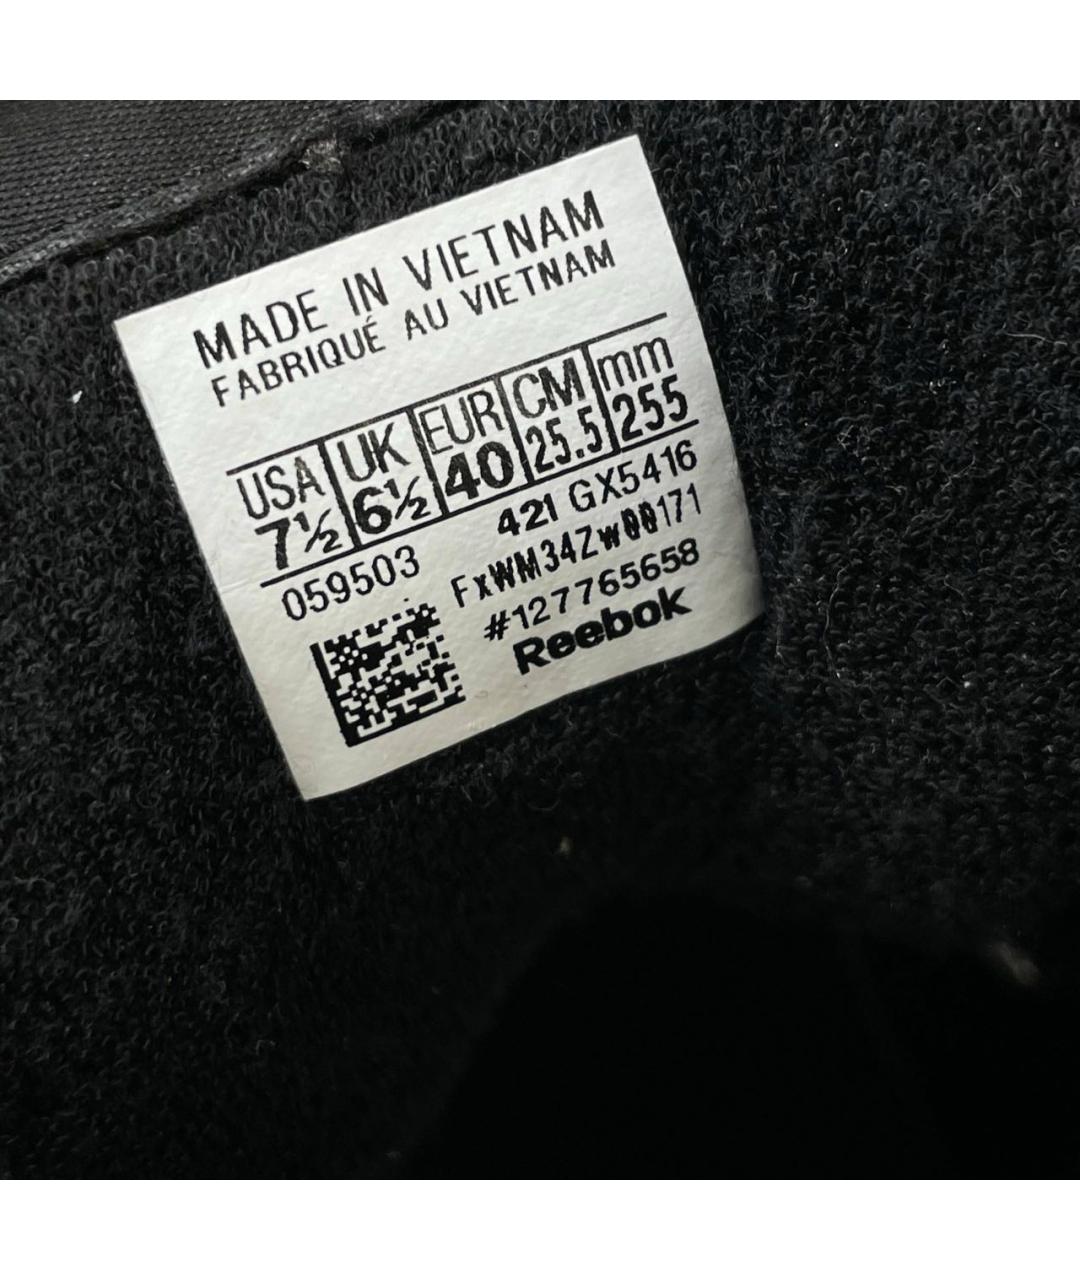 MADE IN VIETNAM
FABRIQUÉ AU VIETNAM
USA UK EUR CM mm
7½ 6½ 40 25.5 255
059503 421 GX5416
FxWM34Zw00171
#127765658
Reebok